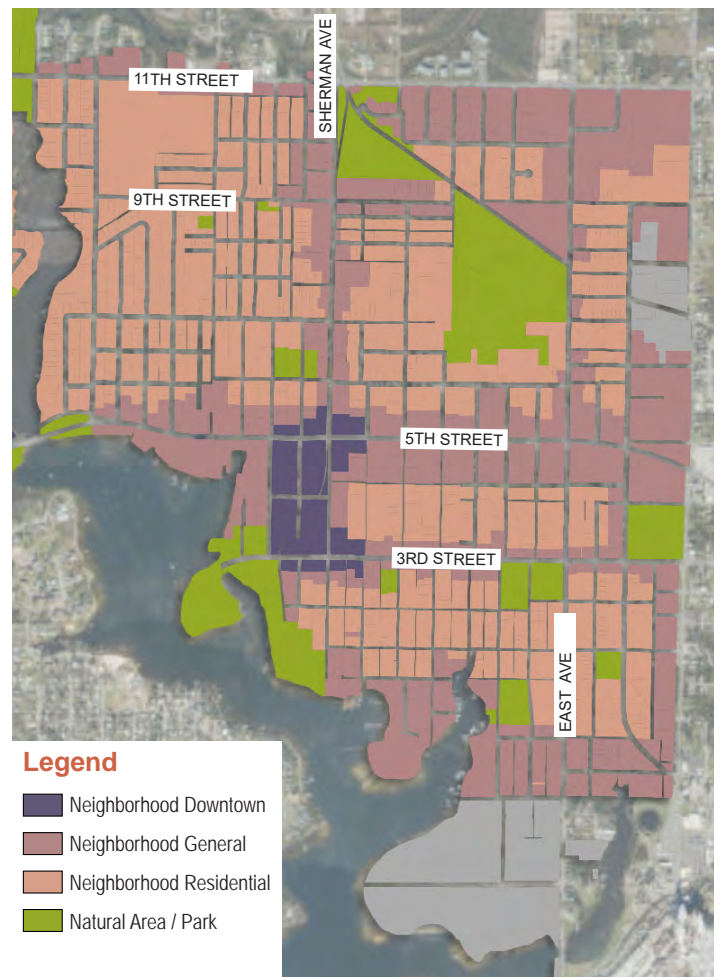 SHERMAN AVE
11TH STREET
9TH STREET
5TH STREET
3RD STREET
EAST AVE
Legend
Neighborhood Downtown
Neighborhood General
Neighborhood Residential
Natural Area / Park